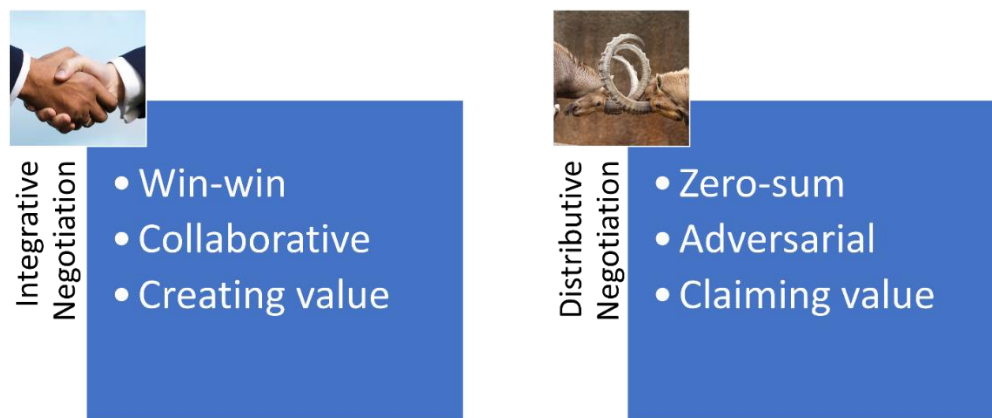 Integrative
Negotiation
• Win-win
• Collaborative
• Creating value
Distributive
Negotiation
• Zero-sum
• Adversarial
• Claiming value